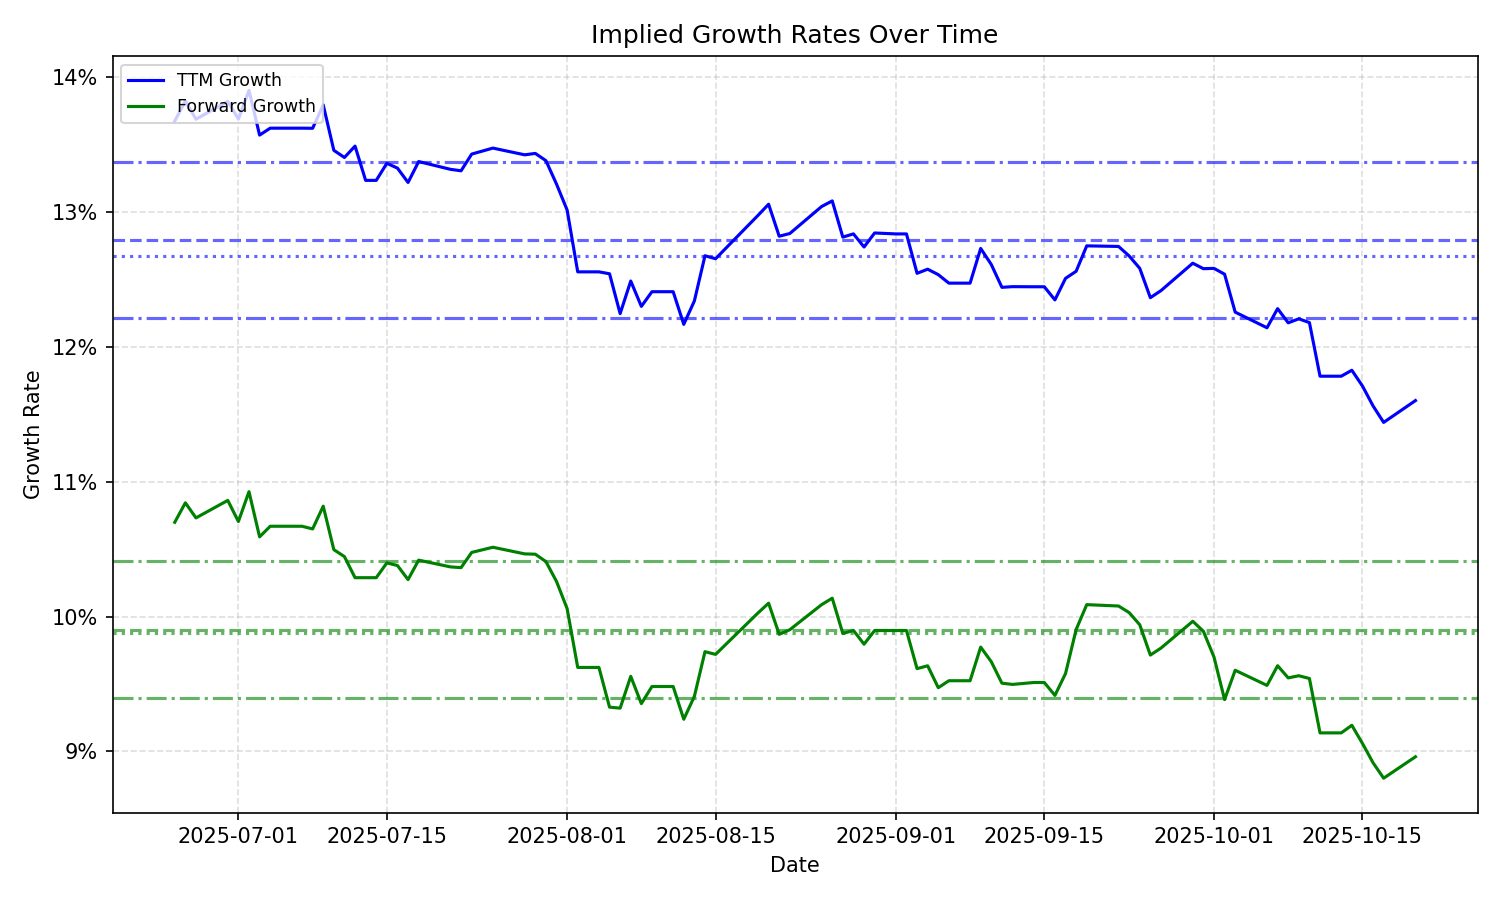 Implied Growth Rates Over Time
TTM Growth
Forward Growth
14%
13%
12%
11%
10%
9%
Growth Rate
2025-07-01
2025-07-15
2025-08-01
2025-08-15
2025-09-01
2025-09-15
2025-10-01
2025-10-15
Date